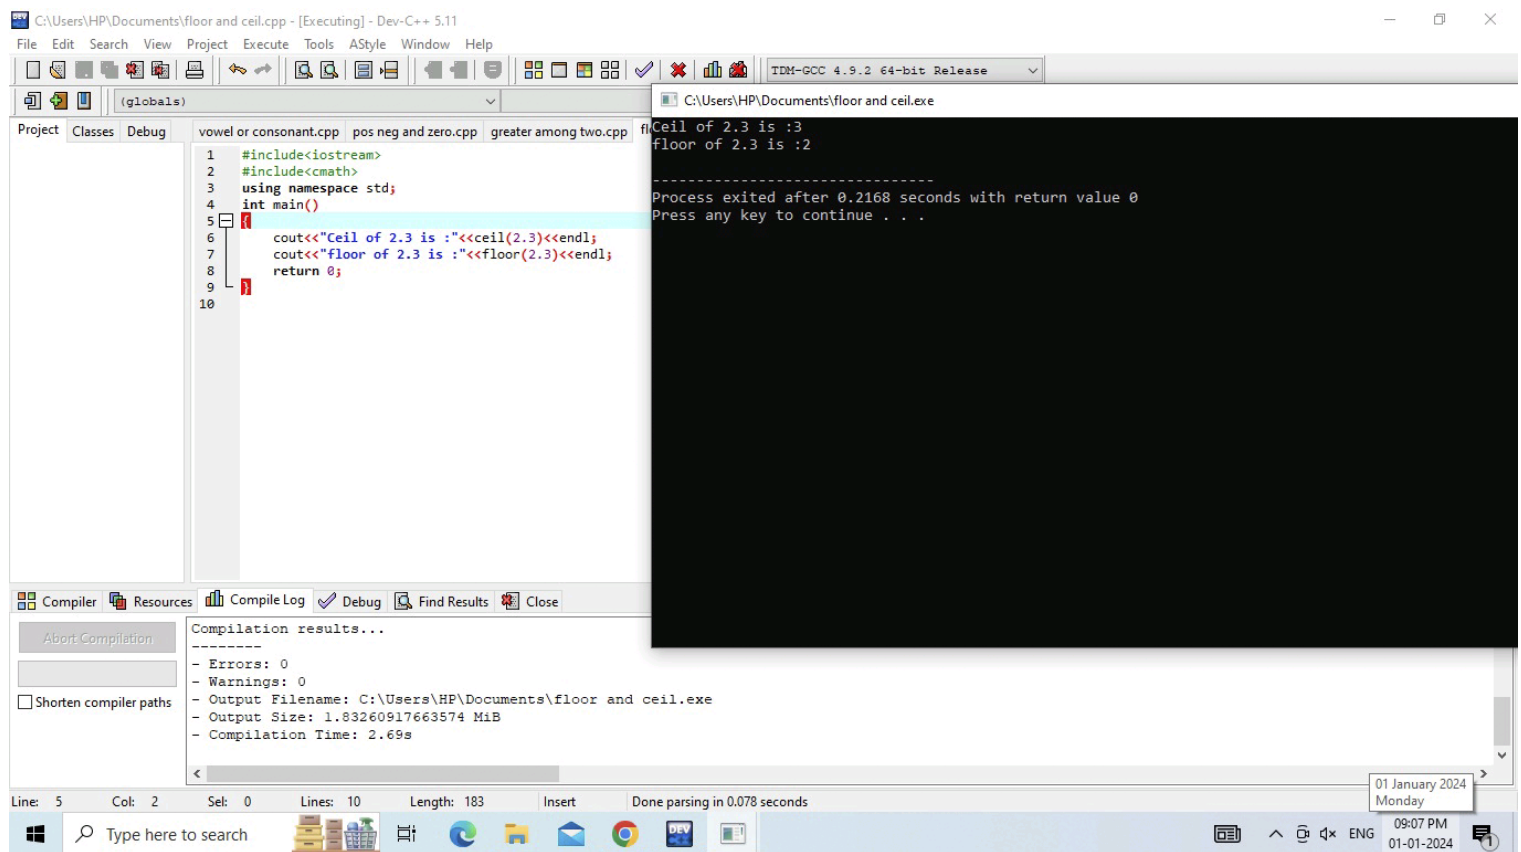 C:\Users\HP\Documents\floor and ceil.cpp - [Executing] - Dev-C++ 5.11
File Edit Search View Project Execute Tools AStyle Window Help
TDM-GCC 4.9.2 64-bit Release
(globals)
Project Classes Debug
vowel or consonant.cpp pos neg and zero.cpp greater among two.cpp
1 #include<iostream>
2 #include<cmath>
3 using namespace std;
4 int main()
5 {
6 cout<<"Ceil of 2.3 is :"<<ceil(2.3)<<endl;
7 cout<<"floor of 2.3 is :"<<floor(2.3)<<endl;
8 return 0;
9 }
10
C:\Users\HP\Documents\floor and ceil.exe
Ceil of 2.3 is :3
floor of 2.3 is :2
--------------------------------
Process exited after 0.2168 seconds with return value 0
Press any key to continue . . .
Compiler Resources Compile Log Debug Find Results Close
Abort Compilation
Shorten compiler paths
Compilation results...
--------
- Errors: 0
- Warnings: 0
- Output Filename: C:\Users\HP\Documents\floor and ceil.exe
- Output Size: 1.83260917663574 MiB
- Compilation Time: 2.69s
Line: 5 Col: 2 Sel: 0 Lines: 10 Length: 183 Insert Done parsing in 0.078 seconds
01 January 2024
Monday
Type here to search
DEV
ENG
09:07 PM
01-01-2024
1